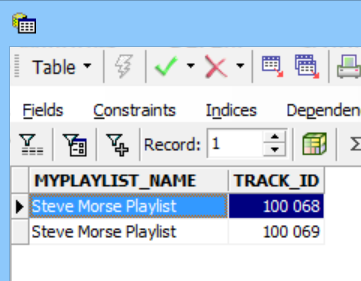 Table
Fields Constraints Indices Dependen
Record: 1
MYPLAYLIST_NAME TRACK_ID
Steve Morse Playlist 100 068
Steve Morse Playlist 100 069